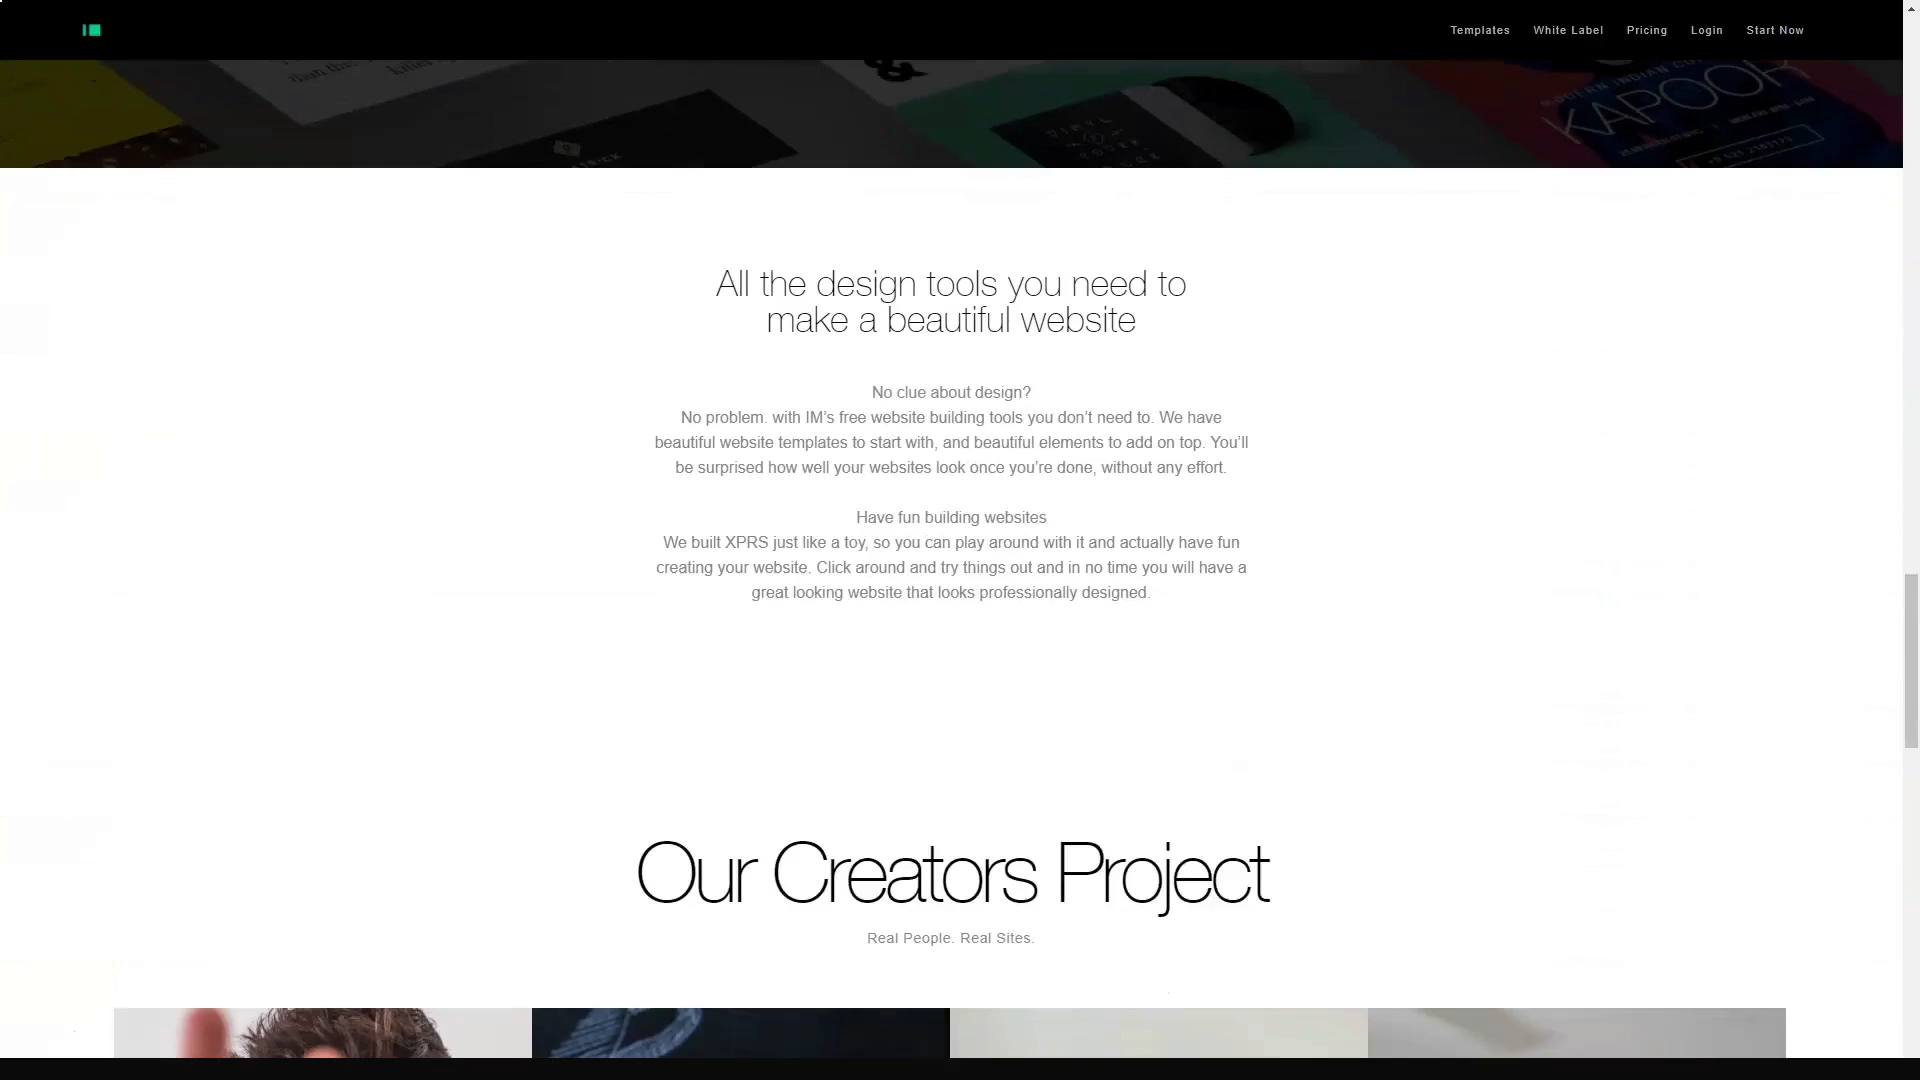 Templates White Label Pricing Login Start Now
than the
&
MODERN INDIAN
KAPOOR
All the design tools you need to
make a beautiful website
No clue about design?
No problem. with IM’s free website building tools you don’t need to. We have
beautiful website templates to start with, and beautiful elements to add on top. You’ll
be surprised how well your websites look once you’re done, without any effort.
Have fun building websites
We built XPRS just like a toy, so you can play around with it and actually have fun
creating your website. Click around and try things out and in no time you will have a
great looking website that looks professionally designed.
Our Creators Project
Real People. Real Sites.